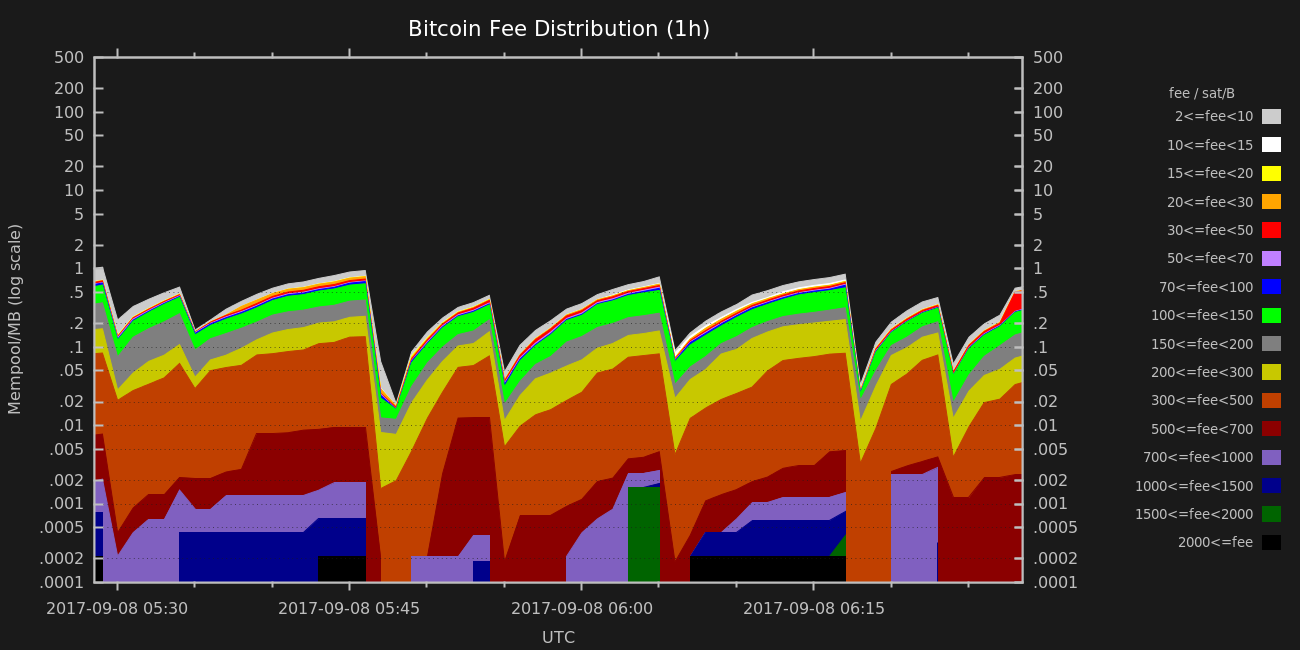 Bitcoin Fee Distribution (1h)
500 500
200 200
100 100
50 50
20 20
10 10
5 5
2 2
1 1
.5 .5
.2 .2
.1 .1
.05 .05
.02 .02
.01 .01
.005 .005
.002 .002
.001 .001
.0005 .0005
.0002 .0002
.0001 .0001
Mempool/MB (log scale)
2017-09-08 05:30 2017-09-08 05:45 2017-09-08 06:00 2017-09-08 06:15
UTC
fee / sat/B
2<=fee<10
10<=fee<15
15<=fee<20
20<=fee<30
30<=fee<50
50<=fee<70
70<=fee<100
100<=fee<150
150<=fee<200
200<=fee<300
300<=fee<500
500<=fee<700
700<=fee<1000
1000<=fee<1500
1500<=fee<2000
2000<=fee